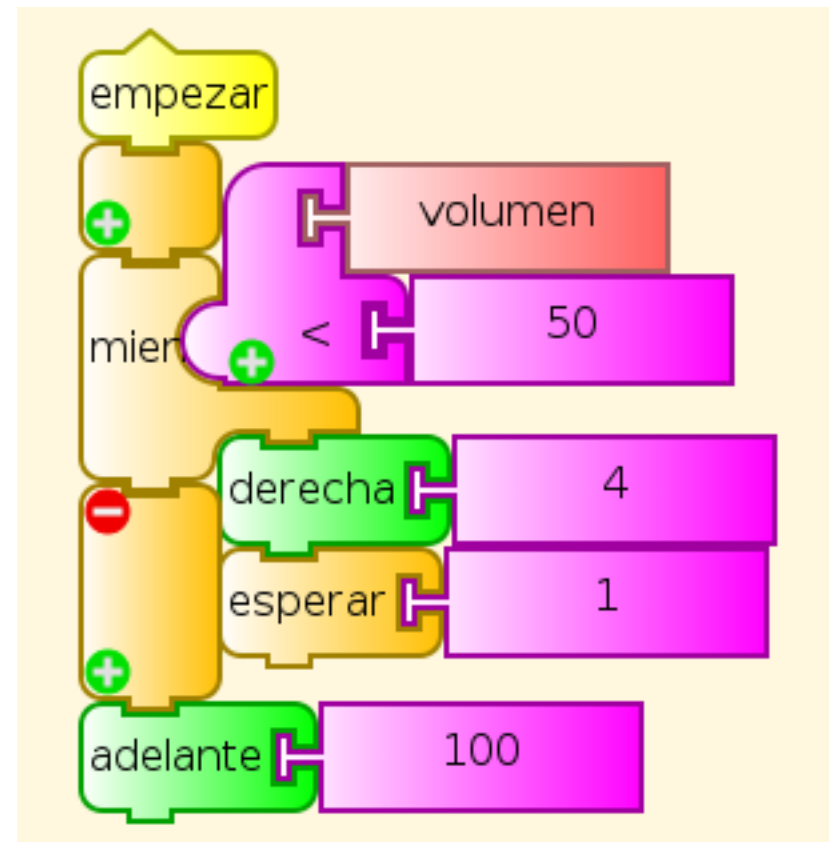 empezar
volumen
mien
< 50
derecha 4
esperar 1
adelante 100